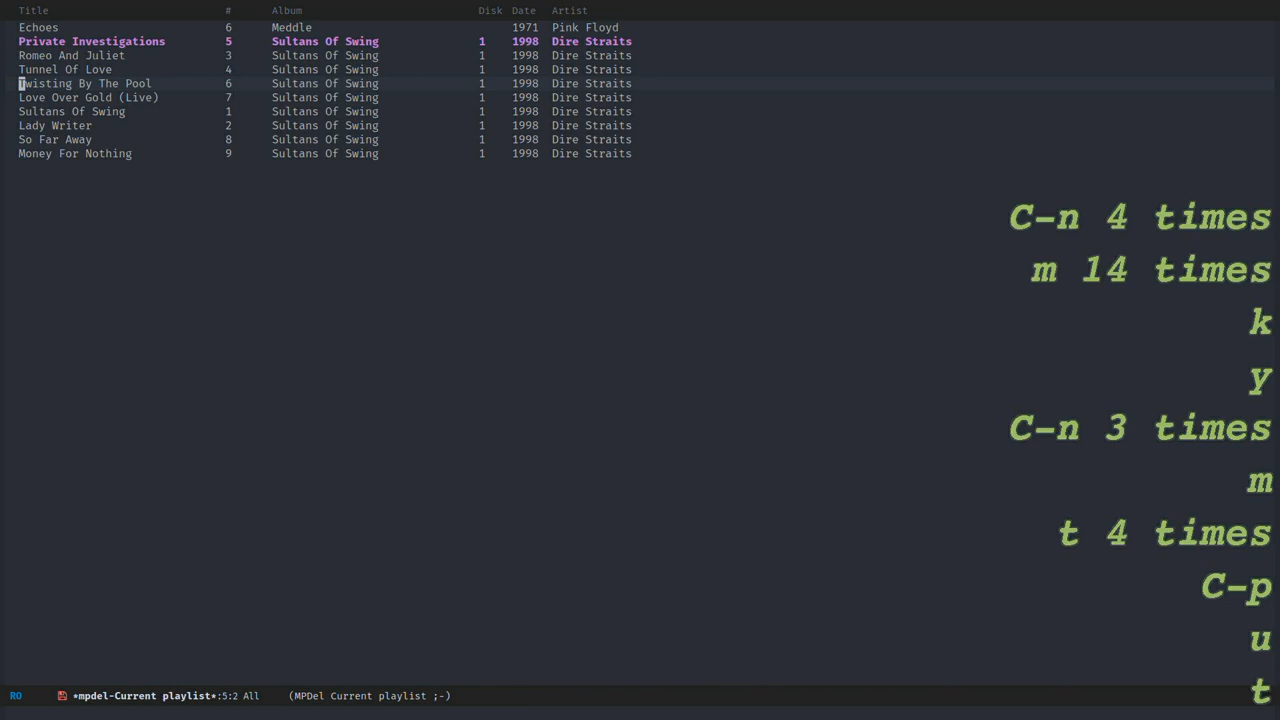 Title # Album Disk Date Artist
Echoes 6 Meddle 1971 Pink Floyd
Private Investigations 5 Sultans Of Swing 1 1998 Dire Straits
Romeo And Juliet 3 Sultans Of Swing 1 1998 Dire Straits
Tunnel Of Love 4 Sultans Of Swing 1 1998 Dire Straits
Twisting By The Pool 6 Sultans Of Swing 1 1998 Dire Straits
Love Over Gold (Live) 7 Sultans Of Swing 1 1998 Dire Straits
Sultans Of Swing 1 Sultans Of Swing 1 1998 Dire Straits
Lady Writer 2 Sultans Of Swing 1 1998 Dire Straits
So Far Away 8 Sultans Of Swing 1 1998 Dire Straits
Money For Nothing 9 Sultans Of Swing 1 1998 Dire Straits
C-n 4 times
m 14 times
k
y
C-n 3 times
m
t 4 times
C-p
u
t
RO *mpdel-Current playlist*:5:2 All (MPDel Current playlist ;-)